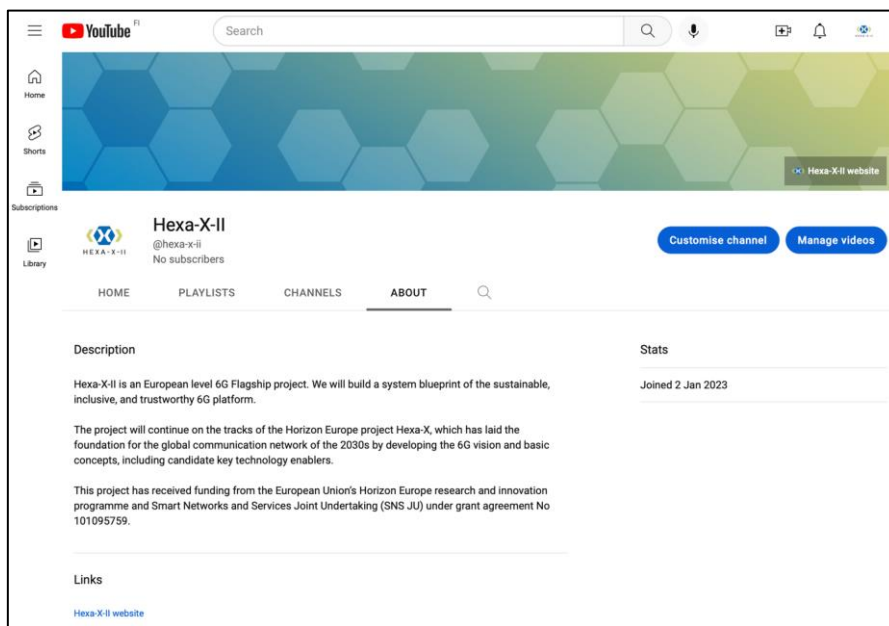 YouTube FI
Search
Home
Shorts
Subscriptions
Library
Hexa-X-II website
HEXA-X-II
Hexa-X-II
@hexa-x-ii
No subscribers
Customise channel
Manage videos
HOME PLAYLISTS CHANNELS ABOUT
Description
Hexa-X-II is an European level 6G Flagship project. We will build a system blueprint of the sustainable,
inclusive, and trustworthy 6G platform.
The project will continue on the tracks of the Horizon Europe project Hexa-X, which has laid the
foundation for the global communication network of the 2030s by developing the 6G vision and basic
concepts, including candidate key technology enablers.
This project has received funding from the European Union's Horizon Europe research and innovation
programme and Smart Networks and Services Joint Undertaking (SNS JU) under grant agreement No
101095759.
Links
Hexa-X-II website
Stats
Joined 2 Jan 2023